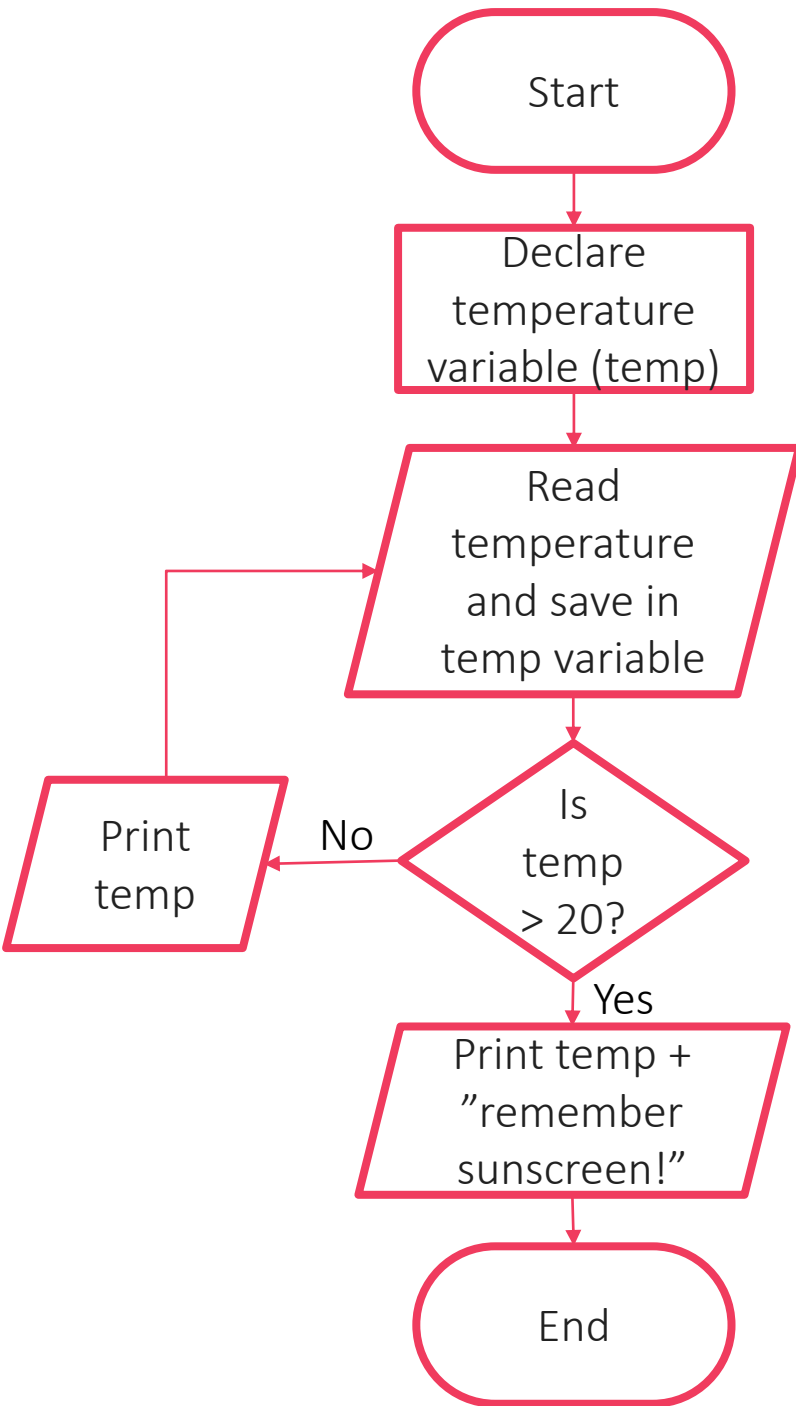 Start
Declare
temperature
variable (temp)
Read
temperature
and save in
temp variable
Is
temp
> 20?
No
Print
temp
Yes
Print temp +
”remember
sunscreen!”
End